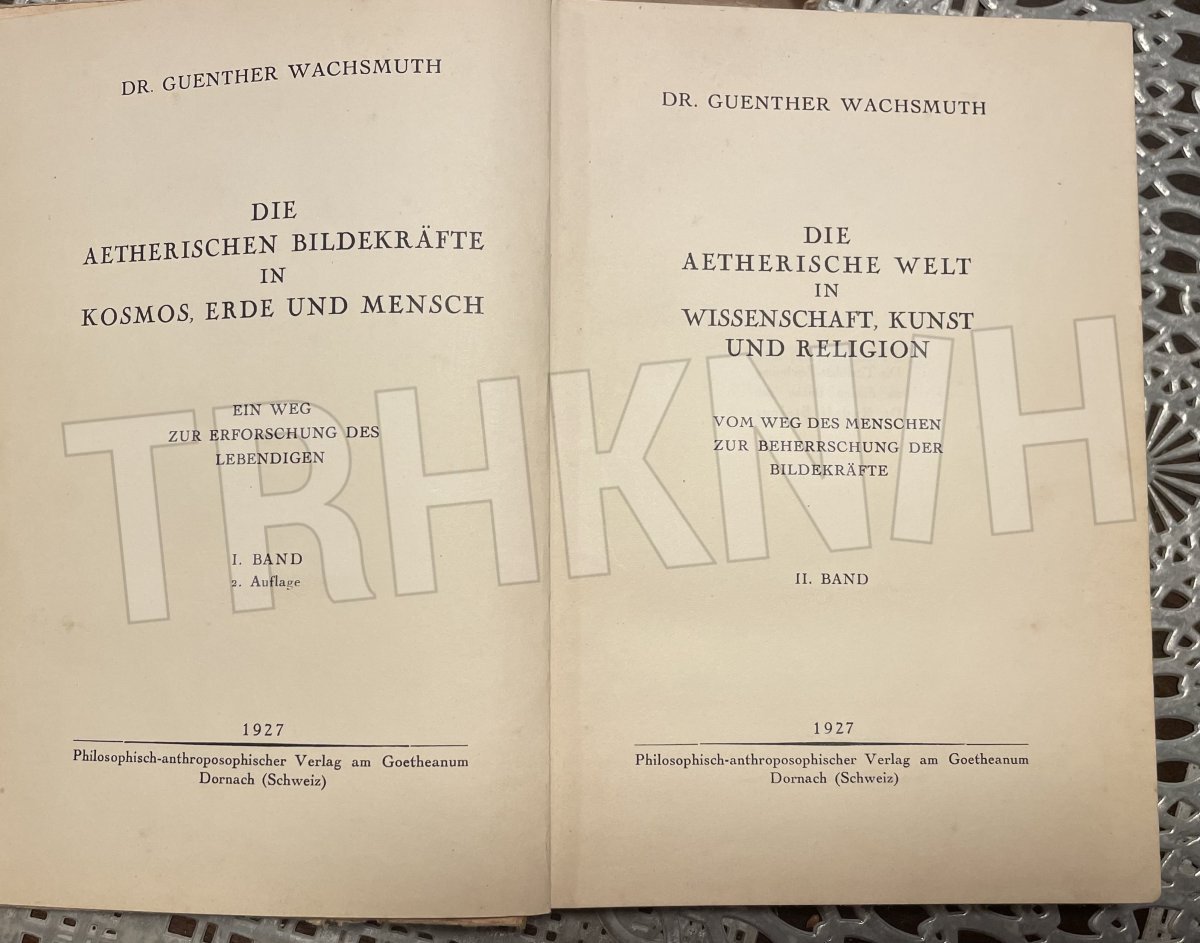 DR. GUENTHER WACHSMUTH
DIE
AETHERISCHEN BILDEKRÄFTE
IN
KOSMOS, ERDE UND MENSCH
EIN WEG
ZUR ERFORSCHUNG DES
LEBENDIGEN
I. BAND
2. Auflage
1927
Philosophisch-anthroposophischer Verlag am Goetheanum
Dornach (Schweiz)
DR. GUENTHER WACHSMUTH
DIE
AETHERISCHE WELT
IN
WISSENSCHAFT, KUNST
UND RELIGION
VOM WEG DES MENSCHEN
ZUR BEHERRSCHUNG DER
BILDEKRÄFTE
II. BAND
1927
Philosophisch-anthroposophischer Verlag am Goetheanum
Dornach (Schweiz)
TRHKN/H